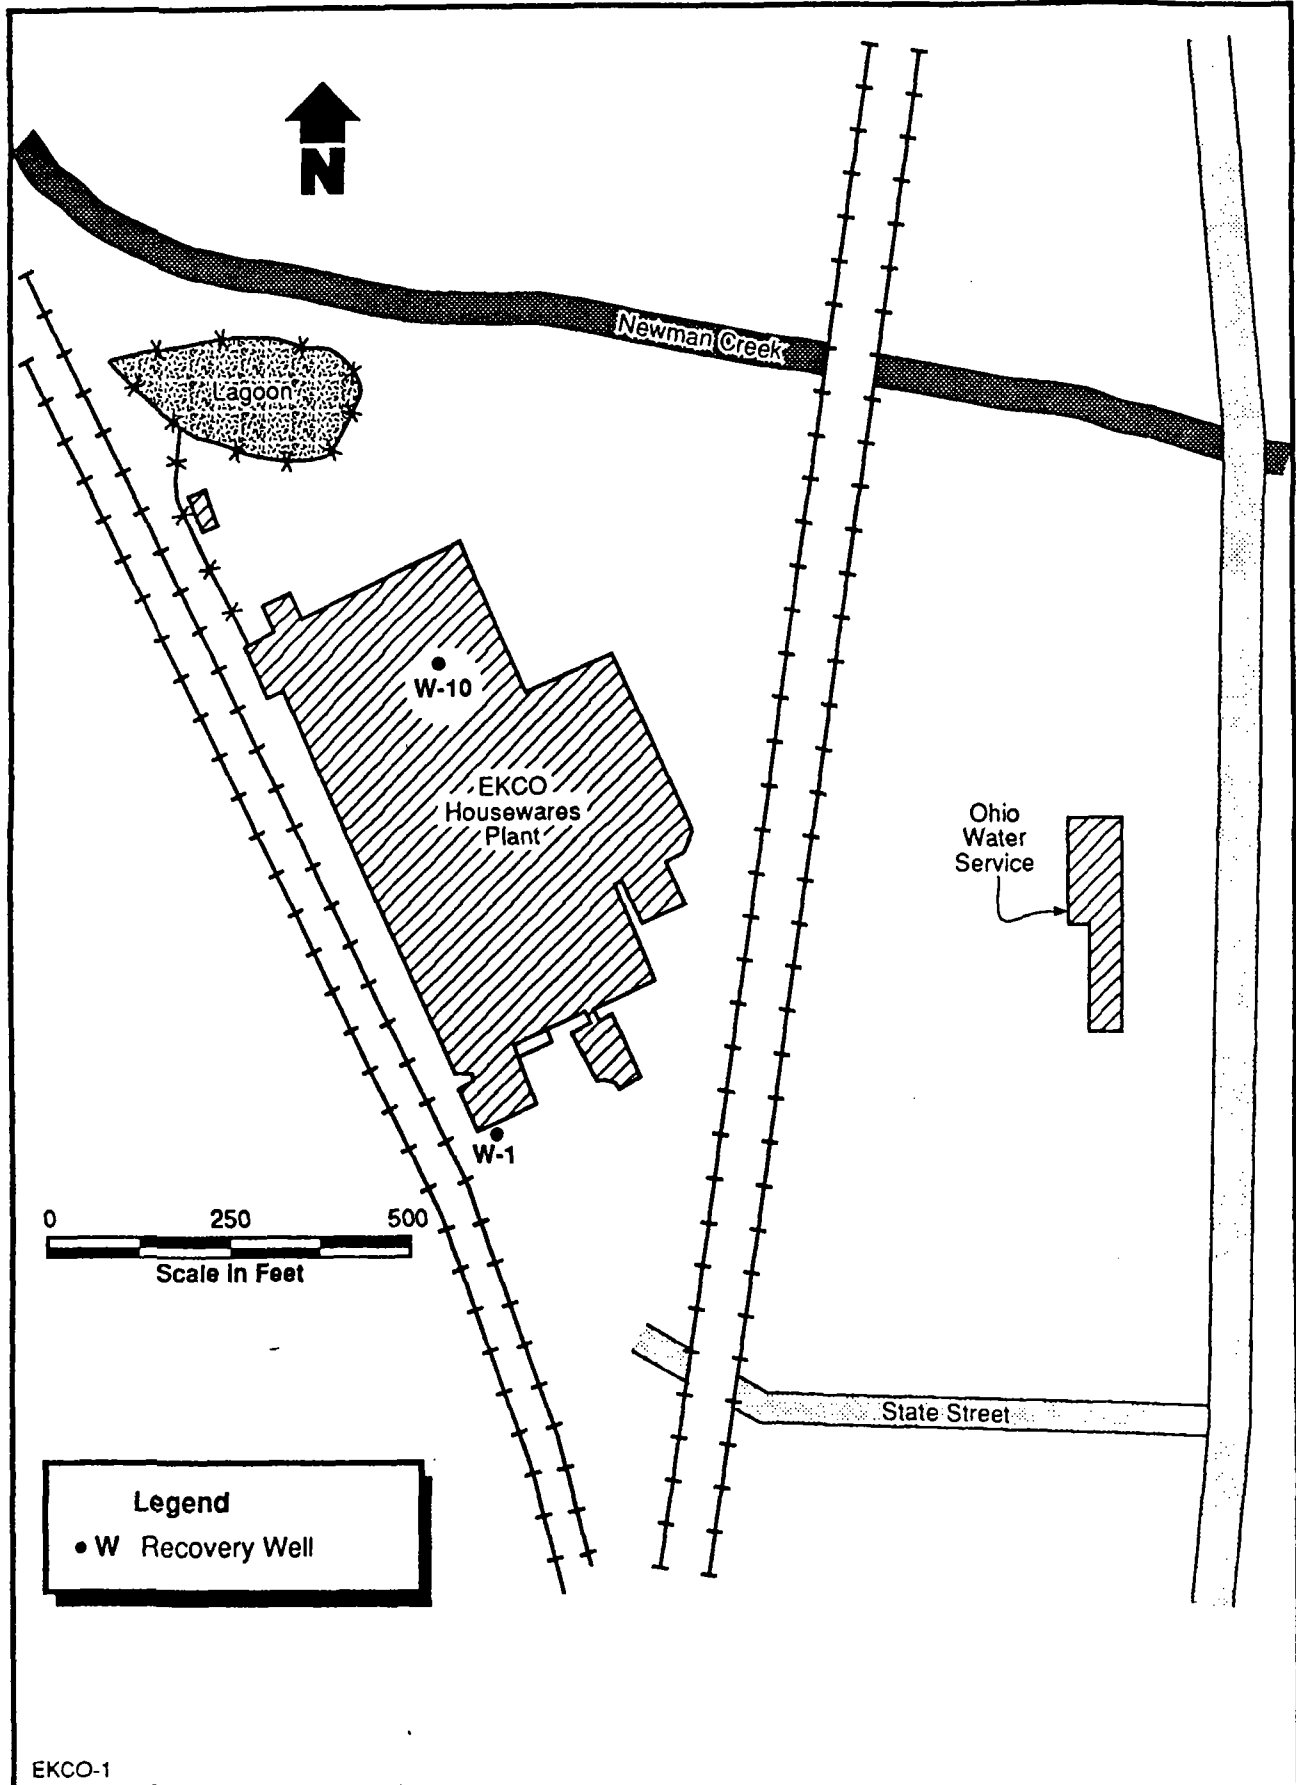 N
Newman Creek
Lagoon
W-10
EKCO
Housewares
Plant
Ohio
Water
Service
W-1
0 250 500
Scale in Feet
State Street
Legend
● W Recovery Well
EKCO-1